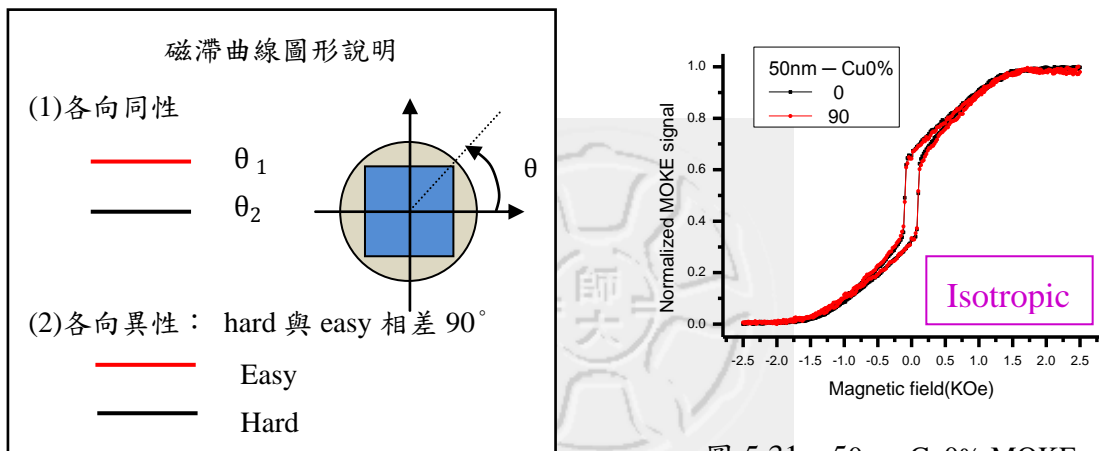 磁滯曲線圖形說明
(1)各向同性
θ 1
θ2
θ
(2)各向異性： hard 與 easy 相差 90°
Easy
Hard
50nm — Cu0%
0
90
Normalized MOKE signal
1.0
0.8
0.6
0.4
0.2
0.0
Isotropic
-2.5 -2.0 -1.5 -1.0 -0.5 0.0 0.5 1.0 1.5 2.0 2.5
Magnetic field(KOe)
Cu0% MOKE